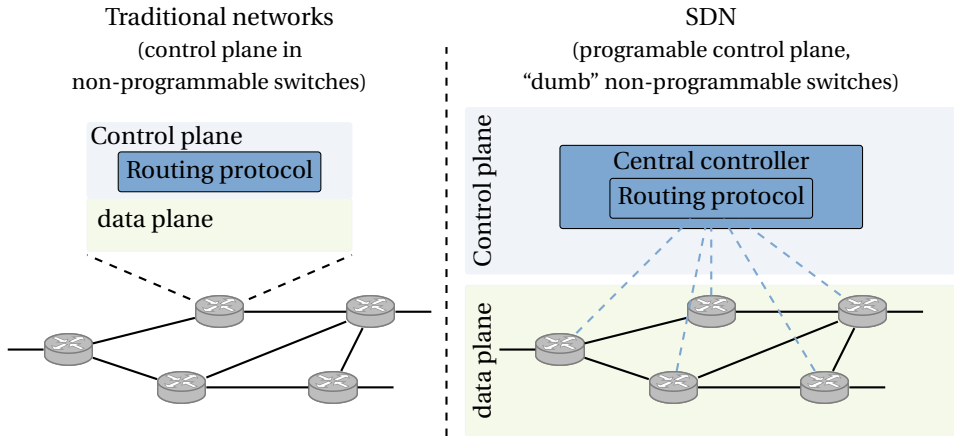 Traditional networks
(control plane in
non-programmable switches)
Control plane
Routing protocol
data plane
SDN
(programable control plane,
“dumb” non-programmable switches)
Control plane
Central controller
Routing protocol
data plane